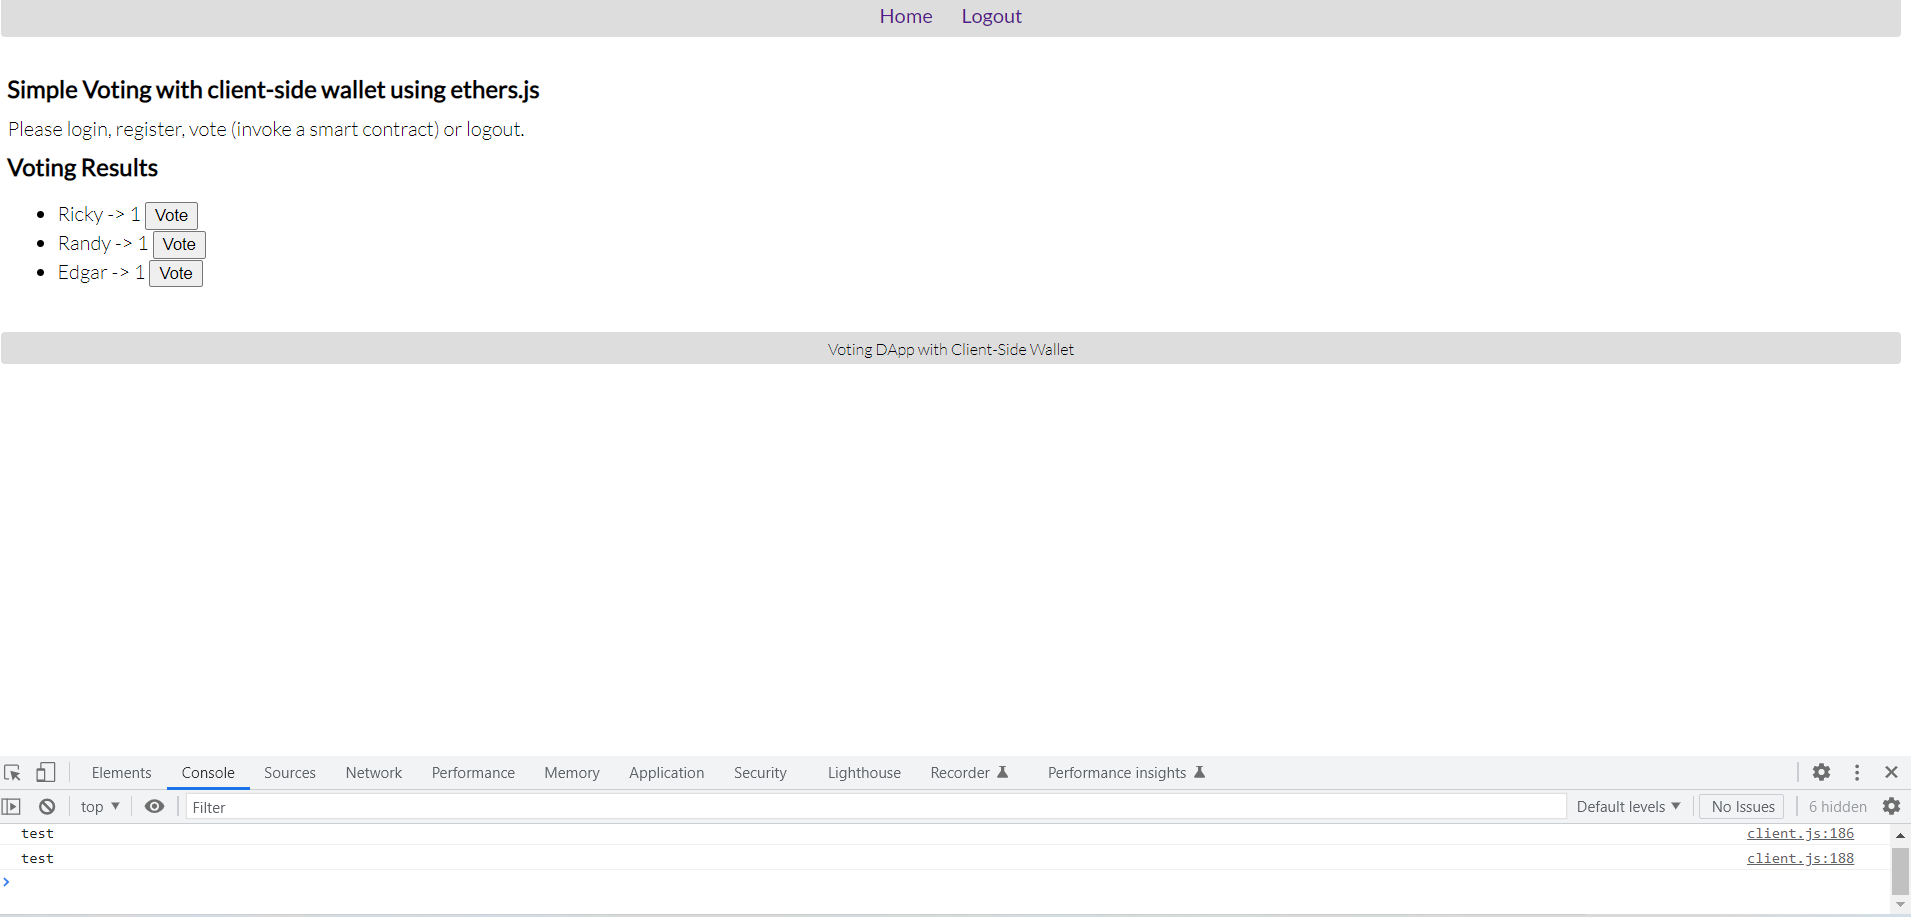 Home Logout
Simple Voting with client-side wallet using ethers.js
Please login, register, vote (invoke a smart contract) or logout.
Voting Results
Ricky -> 1 Vote
Randy -> 1 Vote
Edgar -> 1 Vote
Voting DApp with Client-Side Wallet
Elements Console Sources Network Performance Memory Application Security Lighthouse Recorder Performance insights
top Filter Default levels No Issues 6 hidden
test client.js:186
test client.js:188